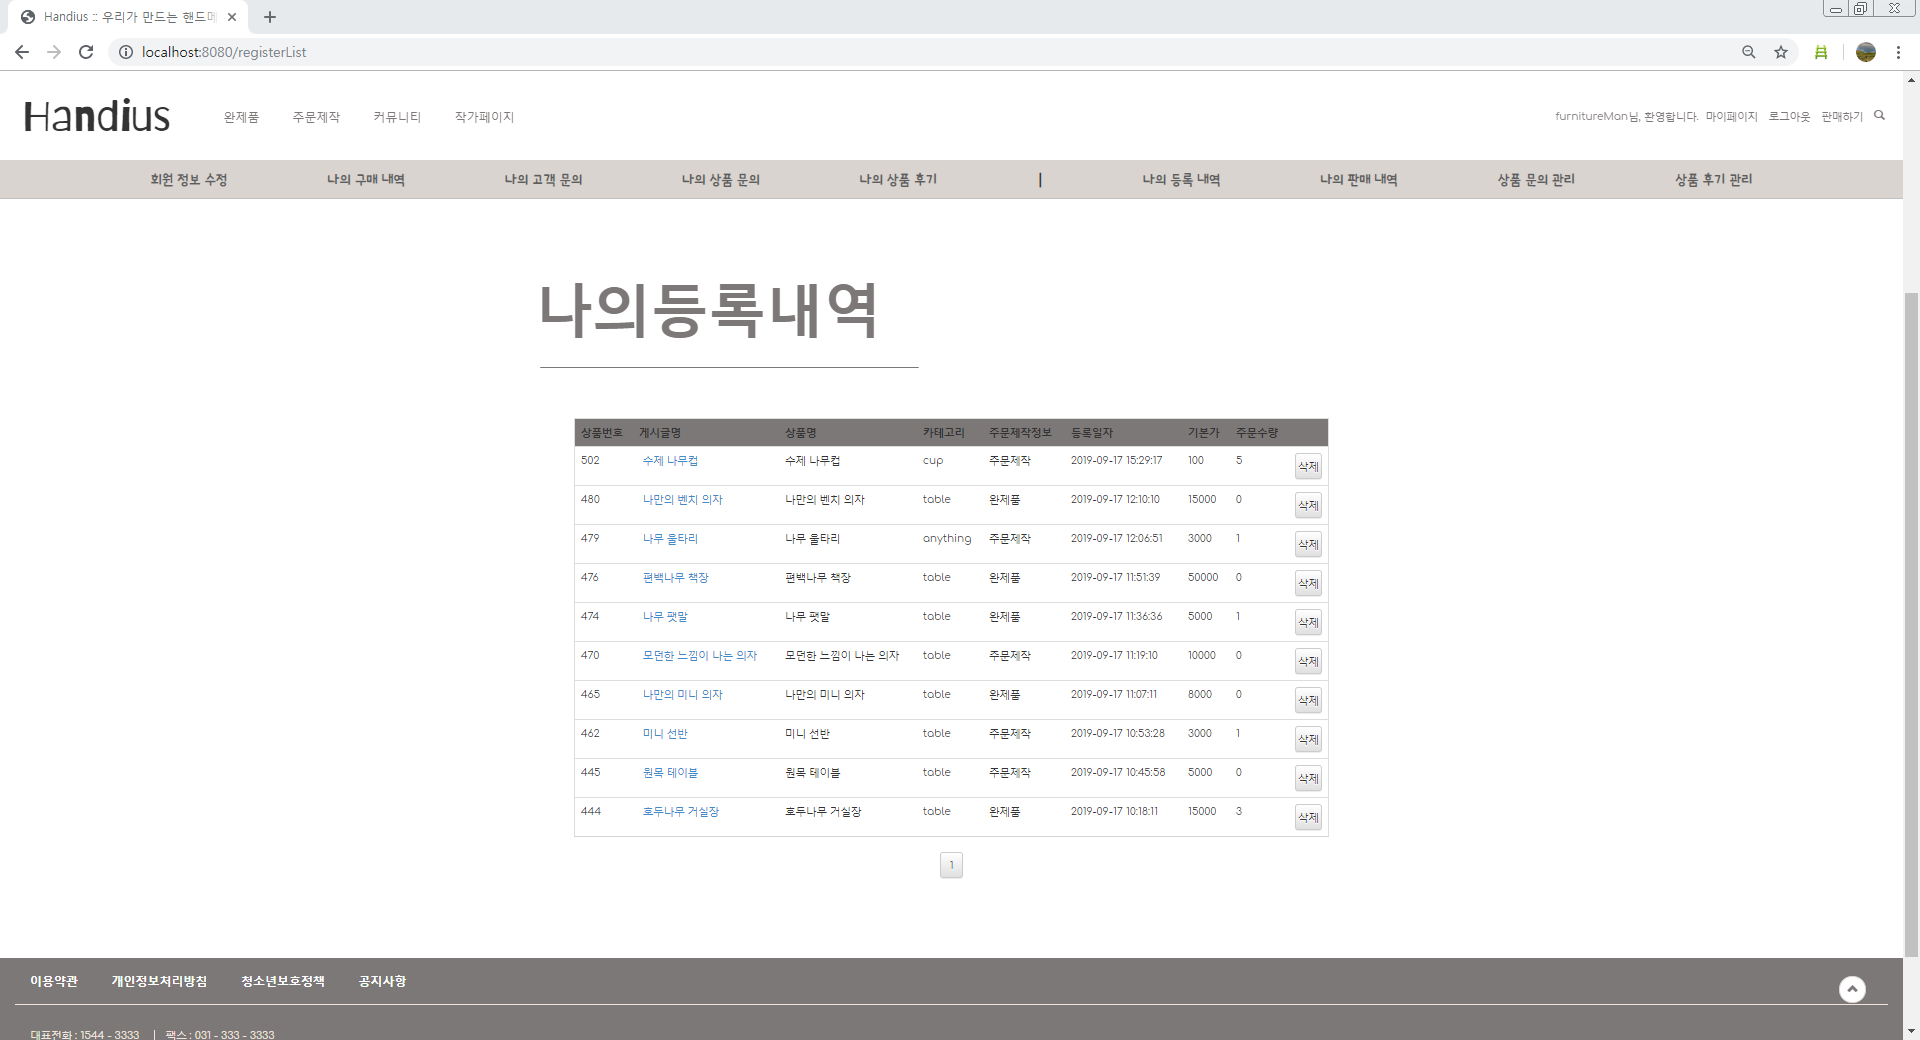 Handius :: 우리가 만드는 핸드메
localhost:8080/registerList
Handius 완제품 주문제작 커뮤니티 작가페이지 furnitureMan님, 환영합니다. 마이페이지 로그아웃 판매하기
회원 정보 수정 나의 구매 내역 나의 고객 문의 나의 상품 문의 나의 상품 후기 | 나의 등록 내역 나의 판매 내역 상품 문의 관리 상품 후기 관리
나의등록내역
상품번호 게시글명 상품명 카테고리 주문제작정보 등록일자 기본가 주문수량
502 수제 나무컵 수제 나무컵 cup 주문제작 2019-09-17 15:29:17 100 5 삭제
480 나만의 벤치 의자 나만의 벤치 의자 table 완제품 2019-09-17 12:10:10 15000 0 삭제
479 나무 울타리 나무 울타리 anything 주문제작 2019-09-17 12:06:51 3000 1 삭제
476 편백나무 책장 편백나무 책장 table 완제품 2019-09-17 11:51:39 50000 0 삭제
474 나무 팻말 나무 팻말 table 완제품 2019-09-17 11:36:36 5000 1 삭제
470 모던한 느낌이 나는 의자 모던한 느낌이 나는 의자 table 주문제작 2019-09-17 11:19:10 10000 0 삭제
465 나만의 미니 의자 나만의 미니 의자 table 완제품 2019-09-17 11:07:11 8000 0 삭제
462 미니 선반 미니 선반 table 주문제작 2019-09-17 10:53:28 3000 1 삭제
445 원목 테이블 원목 테이블 table 주문제작 2019-09-17 10:45:58 5000 0 삭제
444 호두나무 거실장 호두나무 거실장 table 완제품 2019-09-17 10:18:11 15000 3 삭제
1
이용약관 개인정보처리방침 청소년보호정책 공지사항
대표전화 : 1544 - 3333 | 팩스 : 031 - 333 - 3333